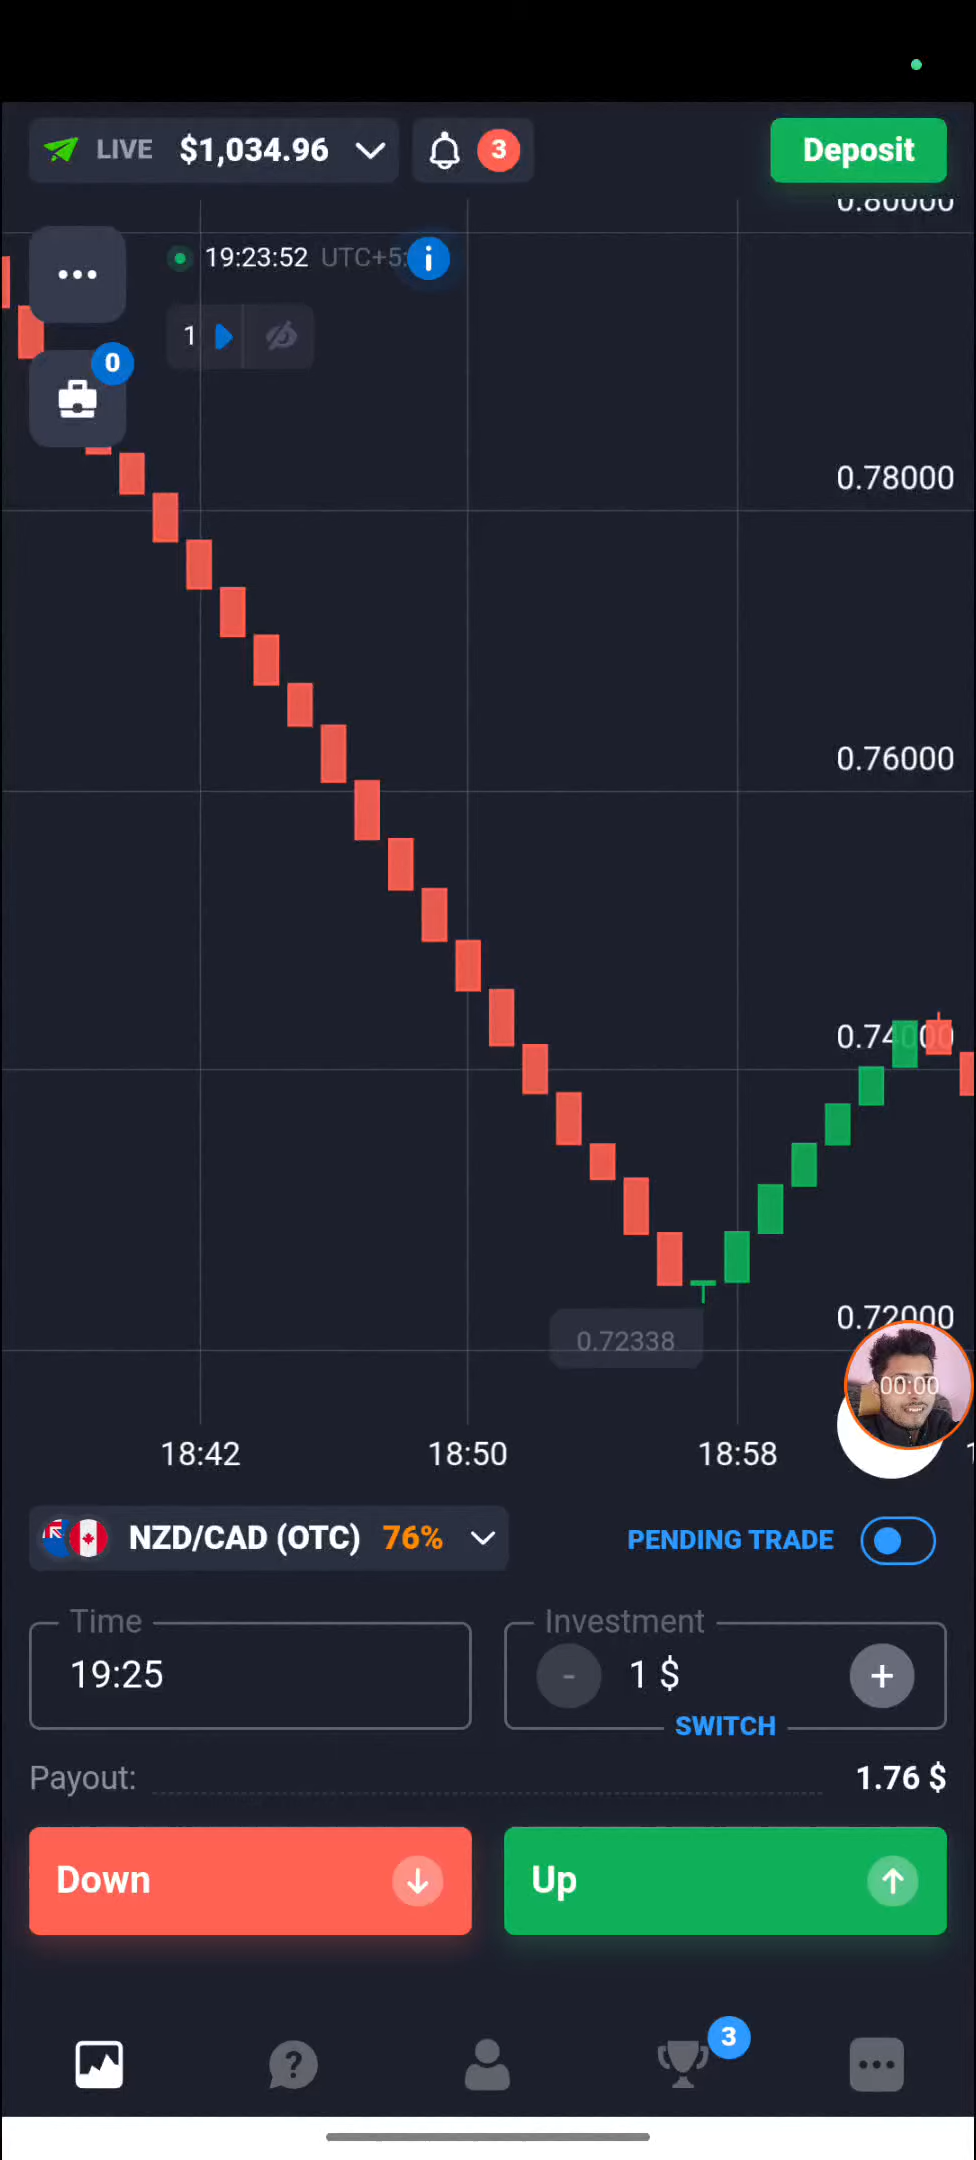 LIVE $1,034.96 3 Deposit
0.80000
19:23:52 UTC+5:
1
0
0.78000
0.76000
0.74000
0.72000
0.72338
00:00
18:42 18:50 18:58
NZD/CAD (OTC) 76% PENDING TRADE
Time Investment
19:25 - 1 $ +
SWITCH
Payout: 1.76 $
Down Up
3